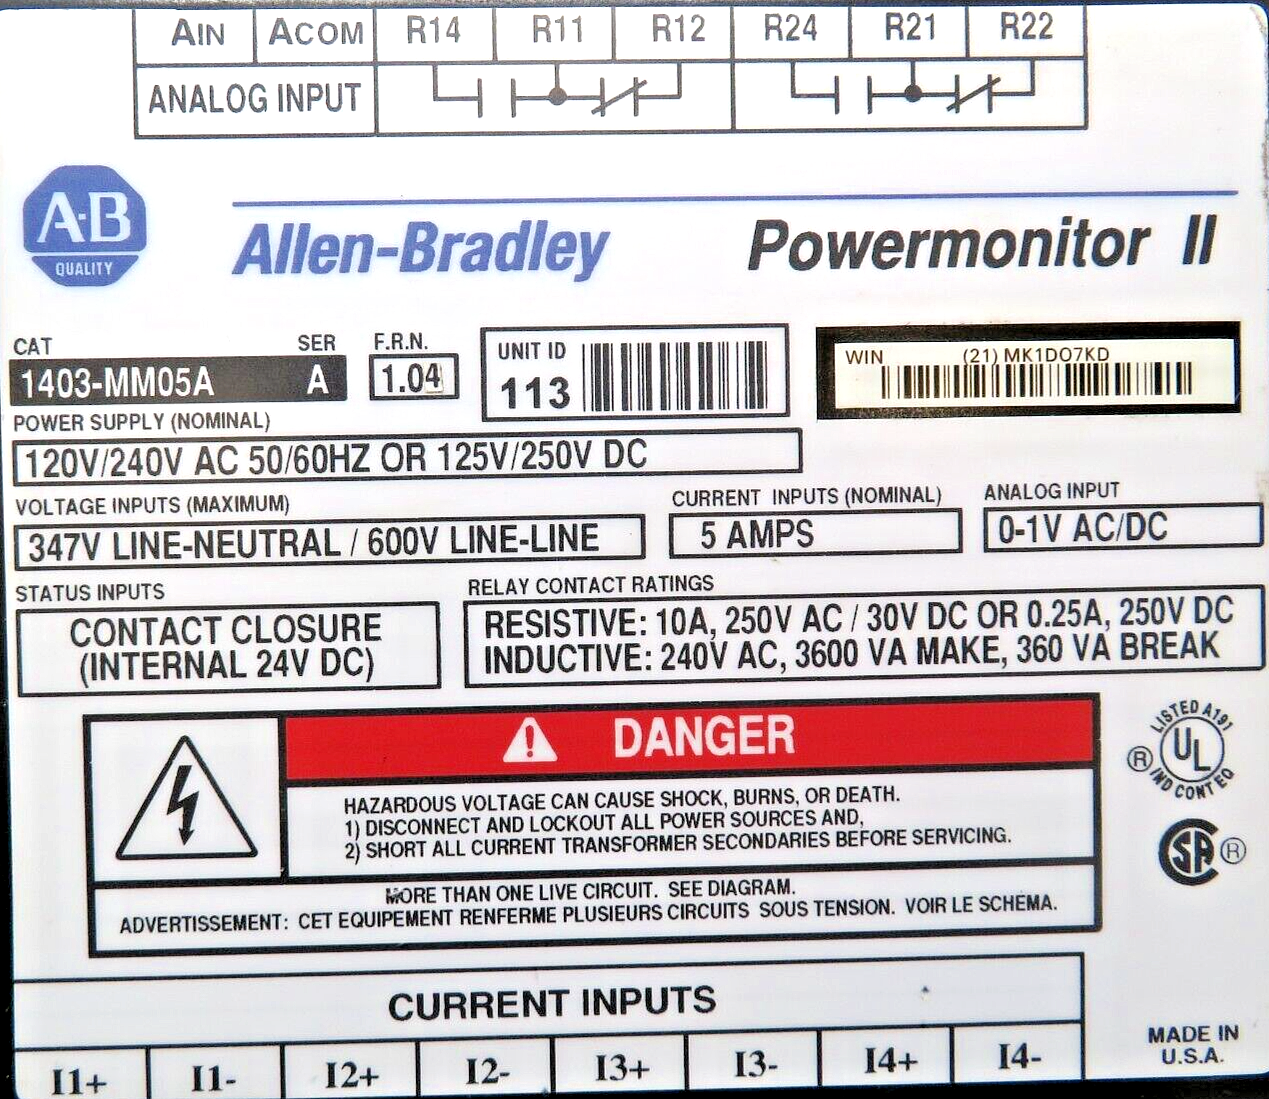 AIN ACOM R14 R11 R12 R24 R21 R22
ANALOG INPUT
A·B
QUALITY
Allen-Bradley Powermonitor II
CAT SER F.R.N.
1403-MM05A A 1.04
UNIT ID
113
WIN (21) MK1DO7KD
POWER SUPPLY (NOMINAL)
120V/240V AC 50/60HZ OR 125V/250V DC
VOLTAGE INPUTS (MAXIMUM) CURRENT INPUTS (NOMINAL) ANALOG INPUT
347V LINE-NEUTRAL / 600V LINE-LINE 5 AMPS 0-1V AC/DC
STATUS INPUTS RELAY CONTACT RATINGS
CONTACT CLOSURE
(INTERNAL 24V DC)
RESISTIVE: 10A, 250V AC / 30V DC OR 0.25A, 250V DC
INDUCTIVE: 240V AC, 3600 VA MAKE, 360 VA BREAK
DANGER
HAZARDOUS VOLTAGE CAN CAUSE SHOCK, BURNS, OR DEATH.
1) DISCONNECT AND LOCKOUT ALL POWER SOURCES AND,
2) SHORT ALL CURRENT TRANSFORMER SECONDARIES BEFORE SERVICING.
MORE THAN ONE LIVE CIRCUIT. SEE DIAGRAM.
ADVERTISSEMENT: CET EQUIPEMENT RENFERME PLUSIEURS CIRCUITS SOUS TENSION. VOIR LE SCHEMA.
LISTED A191
UL ®
IND CONT EQ
SA ®
CURRENT INPUTS
I1+ I1- I2+ I2- I3+ I3- I4+ I4-
MADE IN
U.S.A.